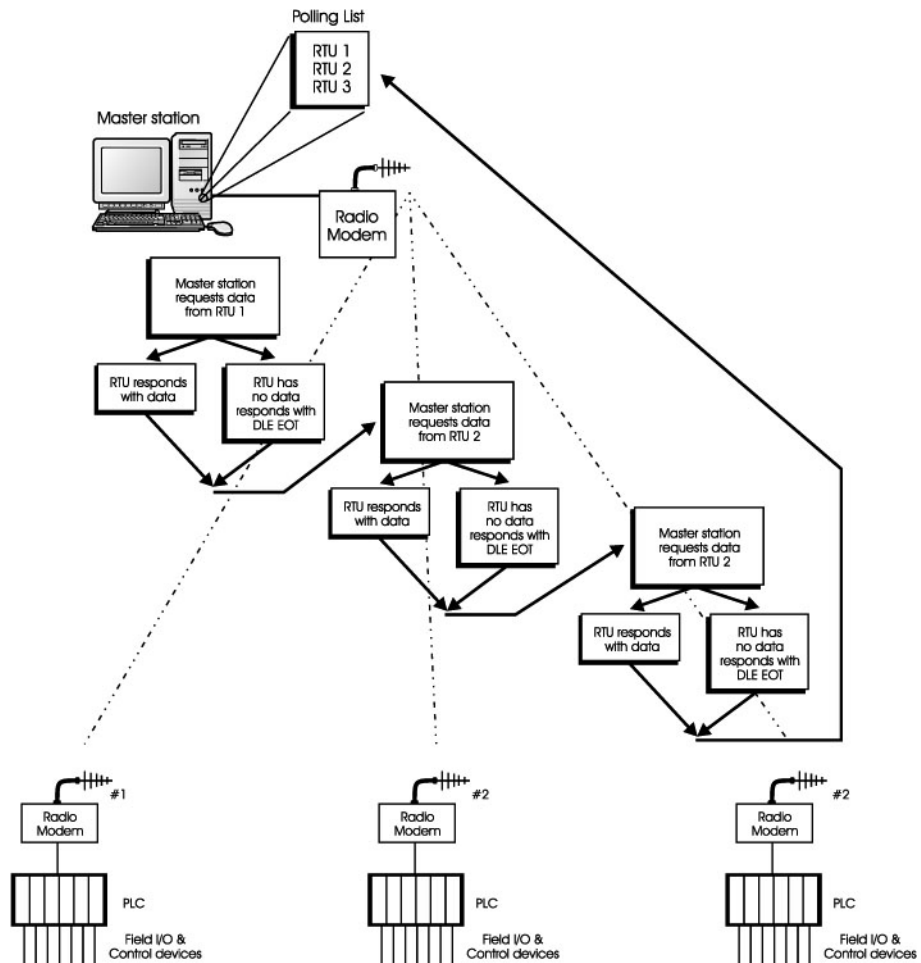 Polling List
RTU 1
RTU 2
RTU 3
Master station
Radio
Modem
Master station
requests data
from RTU 1
RTU responds
with data
RTU has
no data
responds with
DLE EOT
Master station
requests data
from RTU 2
RTU responds
with data
RTU has
no data
responds with
DLE EOT
Master station
requests data
from RTU 2
RTU responds
with data
RTU has
no data
responds with
DLE EOT
#1
Radio
Modem
PLC
Field I/O &
Control devices
#2
Radio
Modem
PLC
Field I/O &
Control devices
#2
Radio
Modem
PLC
Field I/O &
Control devices